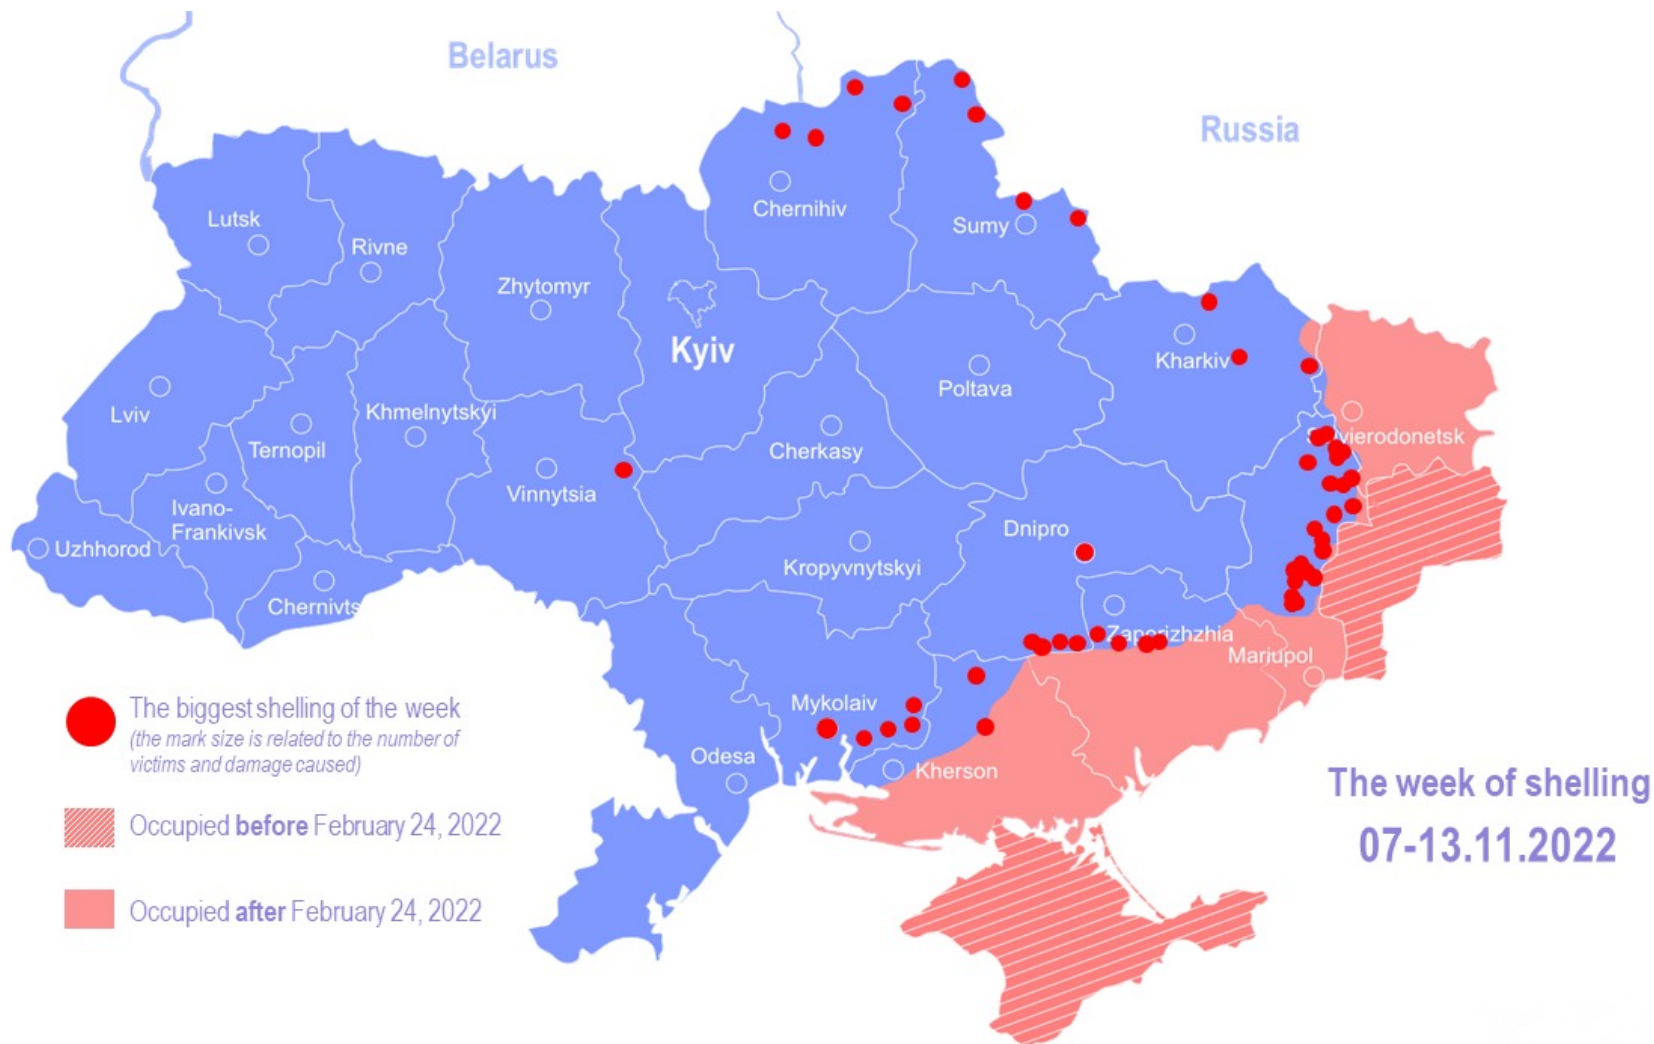 Belarus
Russia
Lutsk
Rivne
Chernihiv
Sumy
Zhytomyr
Kyiv
Kharkiv
Poltava
Lviv
Khmelnytskyi
Ternopil
Cherkasy
Vinnytsia
Ivano-
Frankivsk
Uzhhorod
Chernivts
Dnipro
Kropyvnytskyi
Zaporizhzhia
Mariupol
Mykolaiv
Odesa
Kherson
The biggest shelling of the week
(the mark size is related to the number of
victims and damage caused)
Occupied before February 24, 2022
Occupied after February 24, 2022
The week of shelling
07-13.11.2022